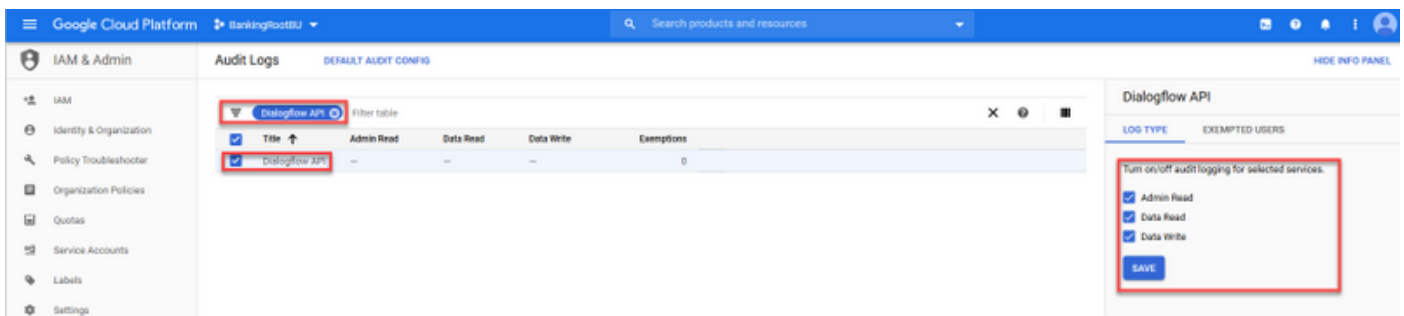 Google Cloud Platform BankingRootBU Search products and resources
IAM & Admin Audit Logs DEFAULT AUDIT CONFIG HIDE INFO PANEL
IAM
Identity & Organization
Policy Troubleshooter
Organization Policies
Quotas
Service Accounts
Labels
Settings
Dialogflow API Filter table
Title Admin Read Data Read Data Write Exemptions
Dialogflow API — — — 0
Dialogflow API
LOG TYPE EXEMPTED USERS
Turn on/off audit logging for selected services.
Admin Read
Data Read
Data Write
SAVE